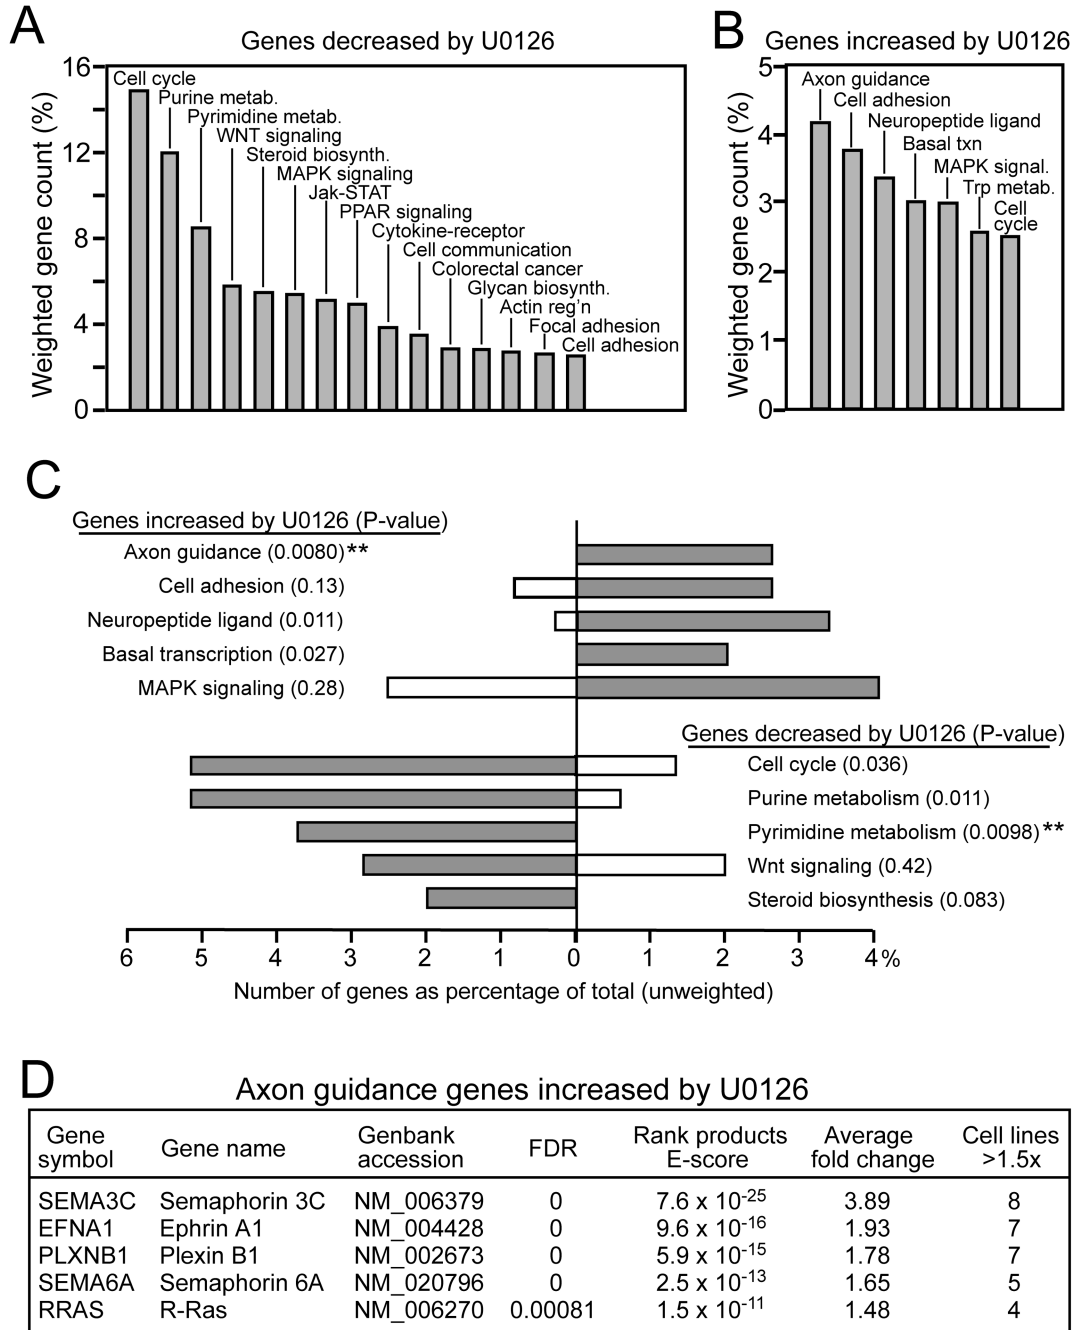 A
Genes decreased by U0126
Weighted gene count (%)
16
12
8
4
0
Cell cycle
Purine metab.
Pyrimidine metab.
WNT signaling
Steroid biosynth.
MAPK signaling
Jak-STAT
PPAR signaling
Cytokine-receptor
Cell communication
Colorectal cancer
Glycan biosynth.
Actin reg'n
Focal adhesion
Cell adhesion
B
Genes increased by U0126
Weighted gene count (%)
5
4
3
2
1
0
Axon guidance
Cell adhesion
Neuropeptide ligand
Basal txn
MAPK signal.
Trp metab.
Cell
cycle
C
Genes increased by U0126 (P-value)
Axon guidance (0.0080)**
Cell adhesion (0.13)
Neuropeptide ligand (0.011)
Basal transcription (0.027)
MAPK signaling (0.28)
Genes decreased by U0126 (P-value)
Cell cycle (0.036)
Purine metabolism (0.011)
Pyrimidine metabolism (0.0098)**
Wnt signaling (0.42)
Steroid biosynthesis (0.083)
6 5 4 3 2 1 0 1 2 3 4%
Number of genes as percentage of total (unweighted)
D
Axon guidance genes increased by U0126
Gene symbol Gene name Genbank accession FDR Rank products E-score Average fold change Cell lines >1.5x
SEMA3C Semaphorin 3C NM_006379 0 7.6 x 10⁻²⁵ 3.89 8
EFNA1 Ephrin A1 NM_004428 0 9.6 x 10⁻¹⁶ 1.93 7
PLXNB1 Plexin B1 NM_002673 0 5.9 x 10⁻¹⁵ 1.78 7
SEMA6A Semaphorin 6A NM_020796 0 2.5 x 10⁻¹³ 1.65 5
RRAS R-Ras NM_006270 0.00081 1.5 x 10⁻¹¹ 1.48 4